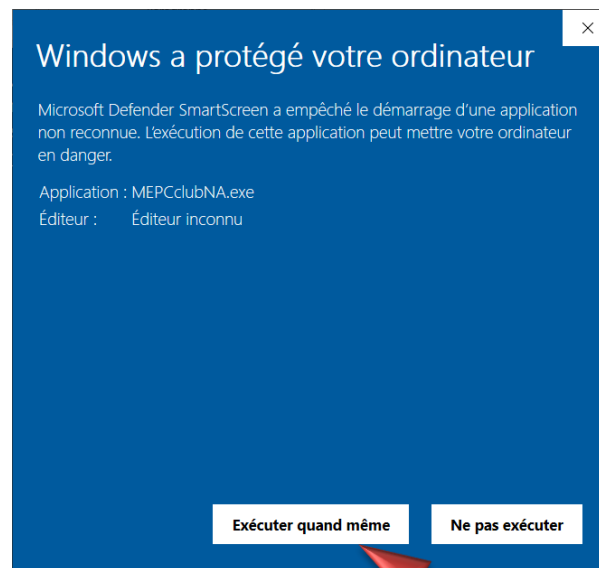 Windows a protégé votre ordinateur
Microsoft Defender SmartScreen a empêché le démarrage d'une application
non reconnue. L'exécution de cette application peut mettre votre ordinateur
en danger.
Application : MEPCclubNA.exe
Éditeur : Éditeur inconnu
Exécuter quand même Ne pas exécuter